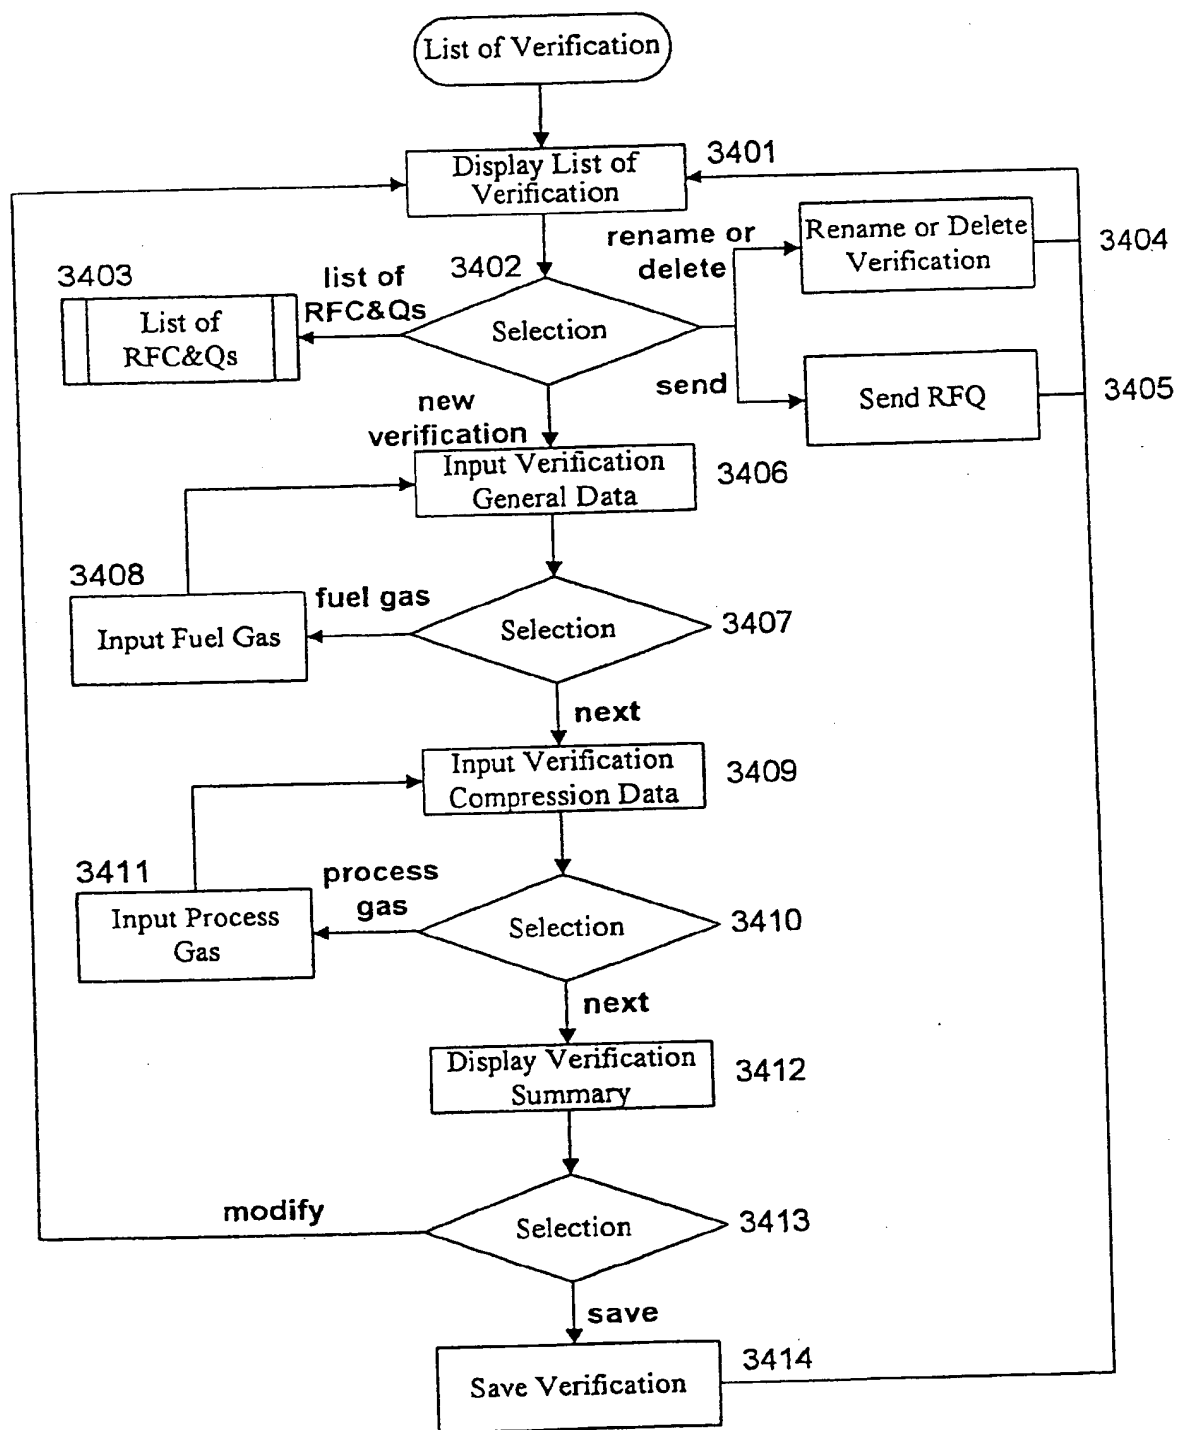 List of Verification
Display List of
Verification
3401
rename or
delete
Rename or Delete
Verification
3404
3402
3403
list of
RFC&Qs
List of
RFC&Qs
Selection
send
Send RFQ
3405
new
verification
Input Verification
General Data
3406
3408
fuel gas
Input Fuel Gas
Selection
3407
next
Input Verification
Compression Data
3409
3411
process
gas
Input Process
Gas
Selection
3410
next
Display Verification
Summary
3412
modify
Selection
3413
save
Save Verification
3414